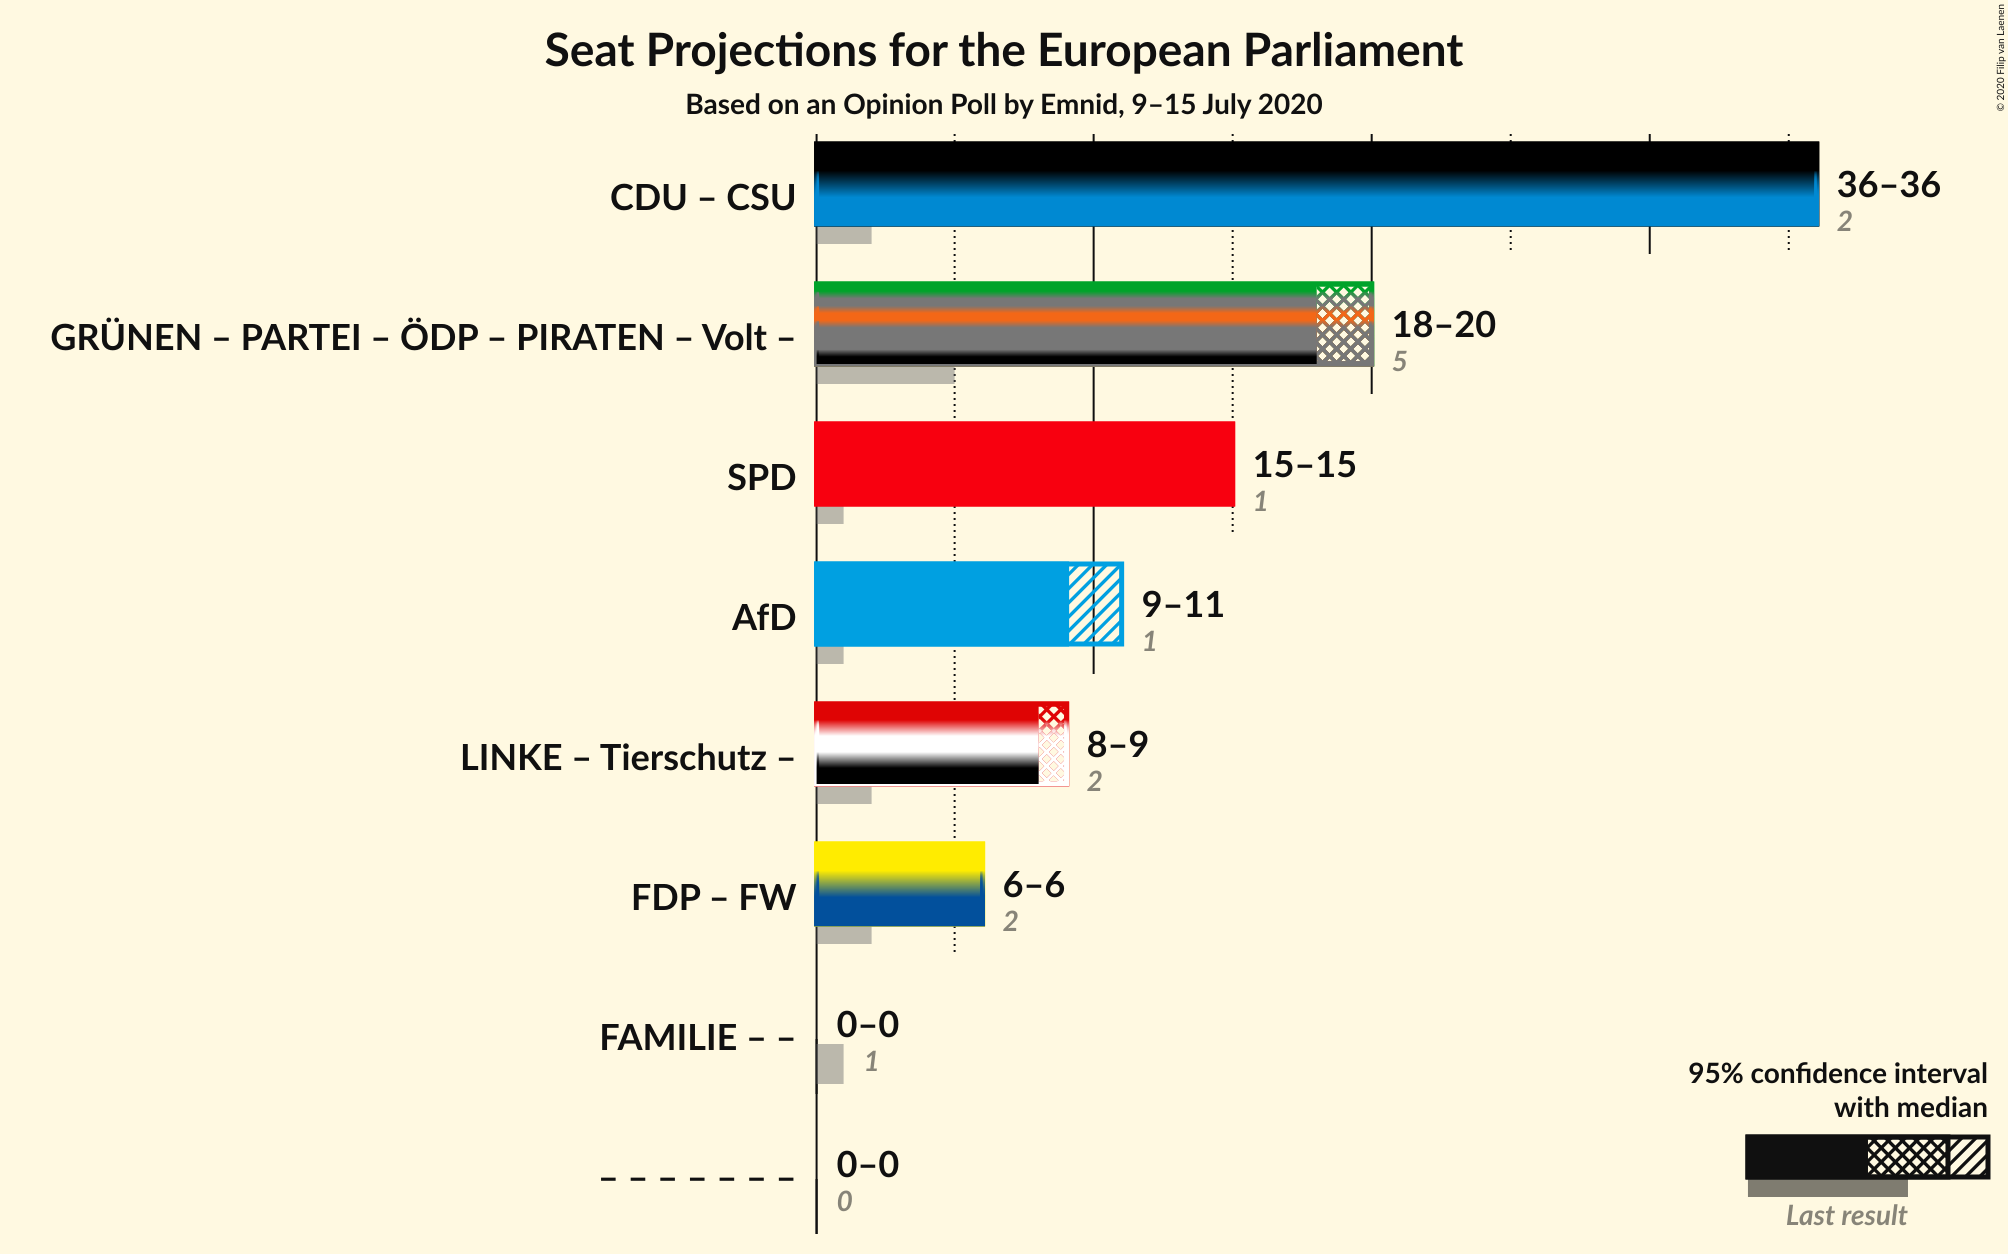 Seat Projections for the European Parliament
Based on an Opinion Poll by Emnid, 9–15 July 2020
© 2020 Filip van Laenen
CDU – CSU
36–36
2
GRÜNEN – PARTEI – ÖDP – PIRATEN – Volt –
18–20
5
SPD
15–15
1
AfD
9–11
1
LINKE – Tierschutz –
8–9
2
FDP – FW
6–6
2
FAMILIE – –
0–0
1
– – – – – – –
0–0
0
95% confidence interval
with median
Last result